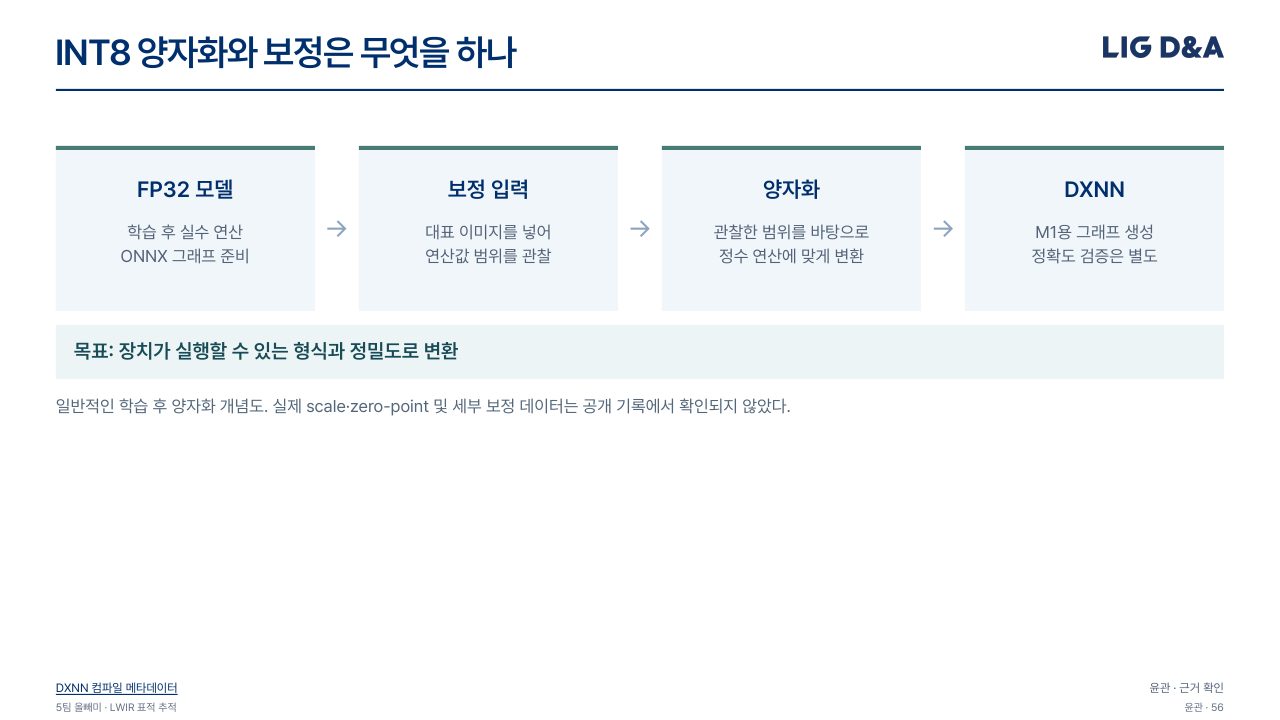 INT8 양자화와 보정은 무엇을 하나
LIG D&A
FP32 모델
학습 후 실수 연산
ONNX 그래프 준비
→
보정 입력
대표 이미지를 넣어
연산값 범위를 관찰
→
양자화
관찰한 범위를 바탕으로
정수 연산에 맞게 변환
→
DXNN
M1용 그래프 생성
정확도 검증은 별도
목표: 장치가 실행할 수 있는 형식과 정밀도로 변환
일반적인 학습 후 양자화 개념도. 실제 scale·zero-point 및 세부 보정 데이터는 공개 기록에서 확인되지 않았다.
DXNN 컴파일 메타데이터
5팀 올빼미 · LWIR 표적 추적
윤관 · 근거 확인
윤관 · 56